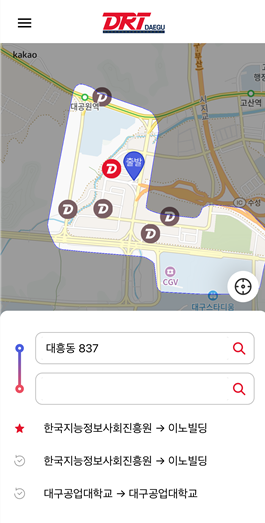 DRT
DAEGU
kakao
대공원역
고산역
출발
수성
CGV
대구스타디움
대흥동 837
한국지능정보사회진흥원 → 이노빌딩
한국지능정보사회진흥원 → 이노빌딩
대구공업대학교 → 대구공업대학교